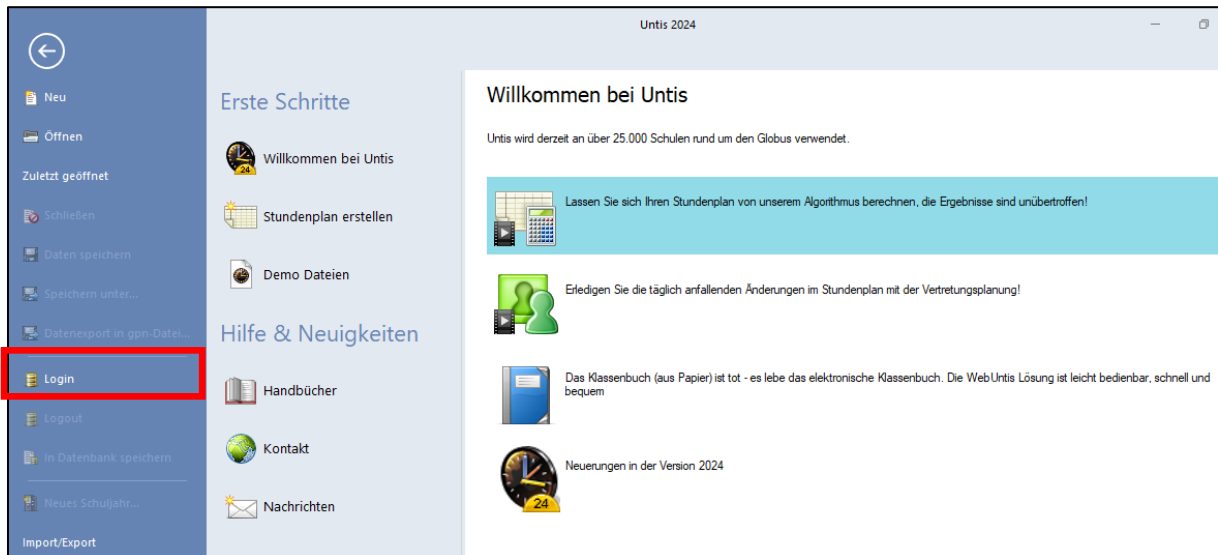 Untis 2024
Neu
Öffnen
Zuletzt geöffnet
Schließen
Daten speichern
Speichern unter...
Datenexport in gpn-Datei...
Login
Logout
In Datenbank speichern
Neues Schuljahr...
Import/Export
Erste Schritte
24
Willkommen bei Untis
Stundenplan erstellen
Demo Dateien
Hilfe & Neuigkeiten
Handbücher
Kontakt
Nachrichten
Willkommen bei Untis
Untis wird derzeit an über 25.000 Schulen rund um den Globus verwendet.
Lassen Sie sich Ihren Stundenplan von unserem Algorithmus berechnen, die Ergebnisse sind unübertroffen!
Erledigen Sie die täglich anfallenden Änderungen im Stundenplan mit der Vertretungsplanung!
Das Klassenbuch (aus Papier) ist tot - es lebe das elektronische Klassenbuch. Die WebUntis Lösung ist leicht bedienbar, schnell und
bequem
Neuerungen in der Version 2024
24